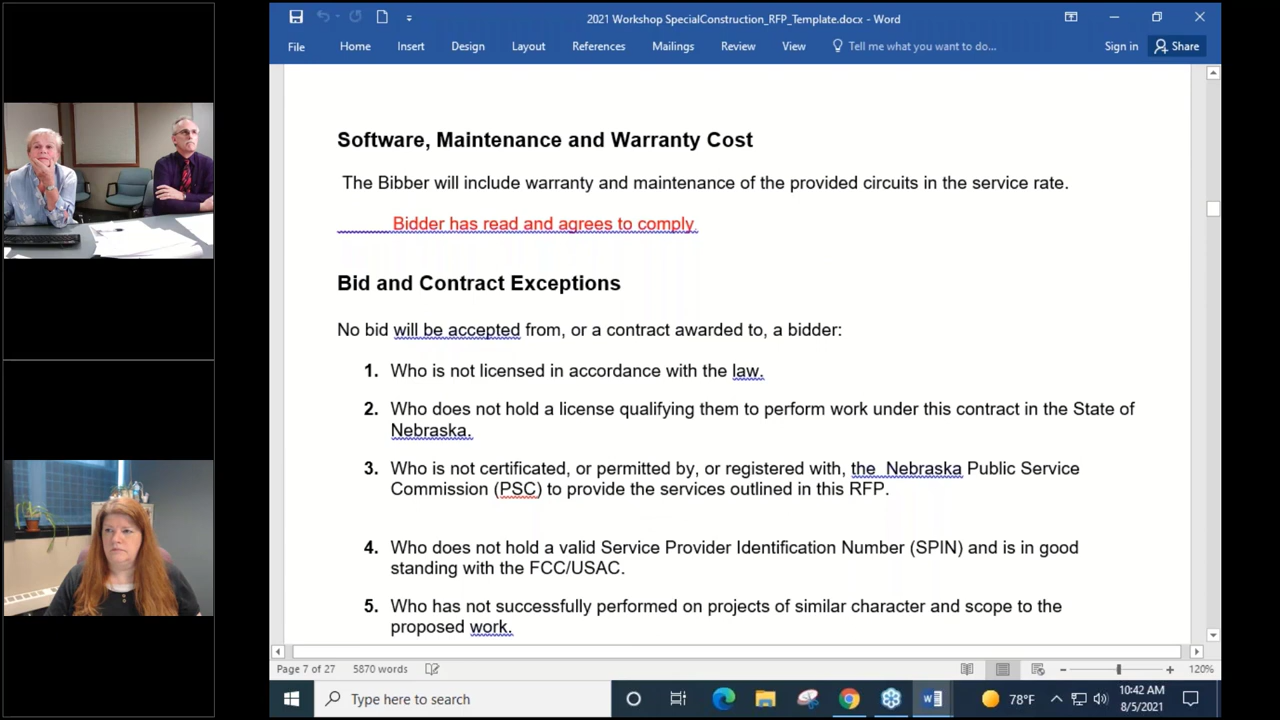 2021 Workshop SpecialConstruction_RFP_Template.docx - Word
File Home Insert Design Layout References Mailings Review View Tell me what you want to do... Sign in Share
Software, Maintenance and Warranty Cost
The Bibber will include warranty and maintenance of the provided circuits in the service rate.
______ Bidder has read and agrees to comply.
Bid and Contract Exceptions
No bid will be accepted from, or a contract awarded to, a bidder:
1. Who is not licensed in accordance with the law.
2. Who does not hold a license qualifying them to perform work under this contract in the State of
Nebraska.
3. Who is not certificated, or permitted by, or registered with, the  Nebraska Public Service
Commission (PSC) to provide the services outlined in this RFP.
4. Who does not hold a valid Service Provider Identification Number (SPIN) and is in good
standing with the FCC/USAC.
5. Who has not successfully performed on projects of similar character and scope to the
proposed work.
Page 7 of 27 5870 words 120%
Type here to search 78°F 10:42 AM
8/5/2021